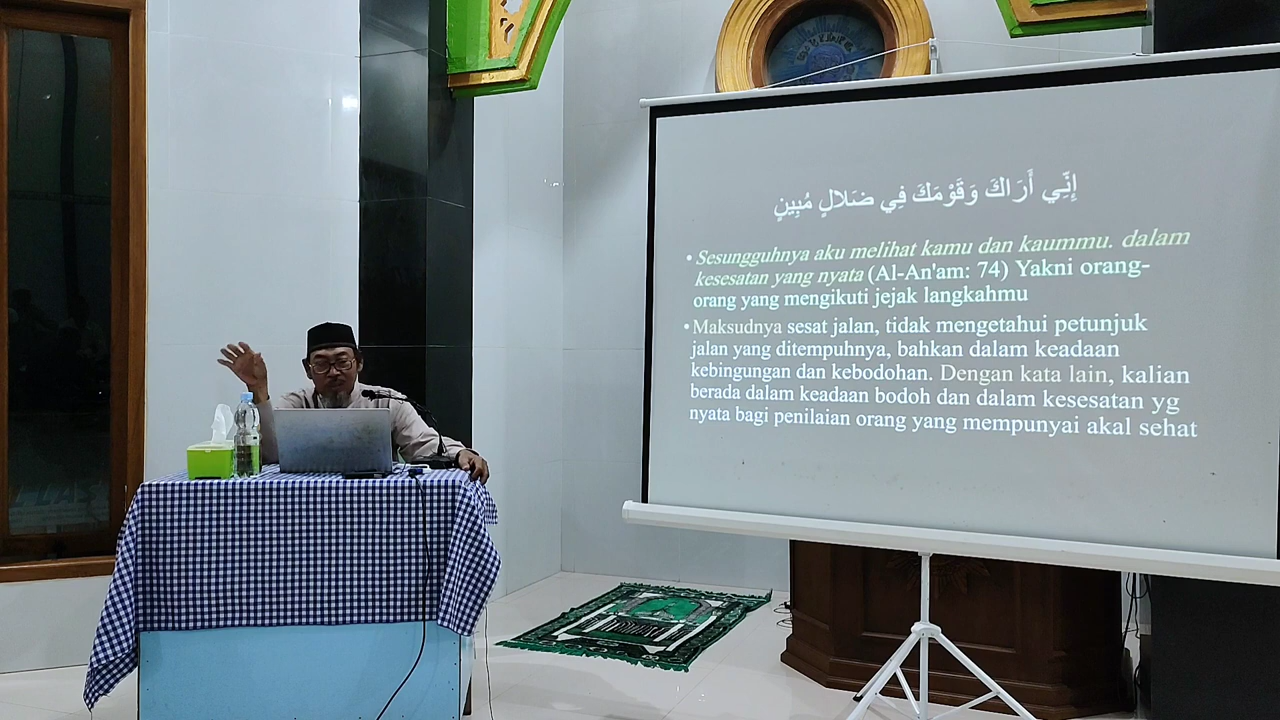 إِنِّي أَرَاكَ وَقَوْمَكَ فِي ضَلالٍ مُبِينٍ
• Sesungguhnya aku melihat kamu dan kaummu. dalam
kesesatan yang nyata (Al-An'am: 74) Yakni orang-
orang yang mengikuti jejak langkahmu
• Maksudnya sesat jalan, tidak mengetahui petunjuk
jalan yang ditempuhnya, bahkan dalam keadaan
kebingungan dan kebodohan. Dengan kata lain, kalian
berada dalam keadaan bodoh dan dalam kesesatan yg
nyata bagi penilaian orang yang mempunyai akal sehat